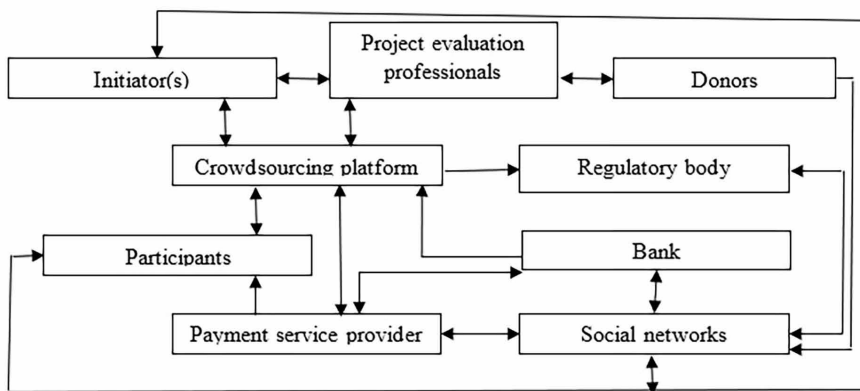 Project evaluation
professionals
Initiator(s)
Donors
Crowdsourcing platform
Regulatory body
Participants
Bank
Payment service provider
Social networks